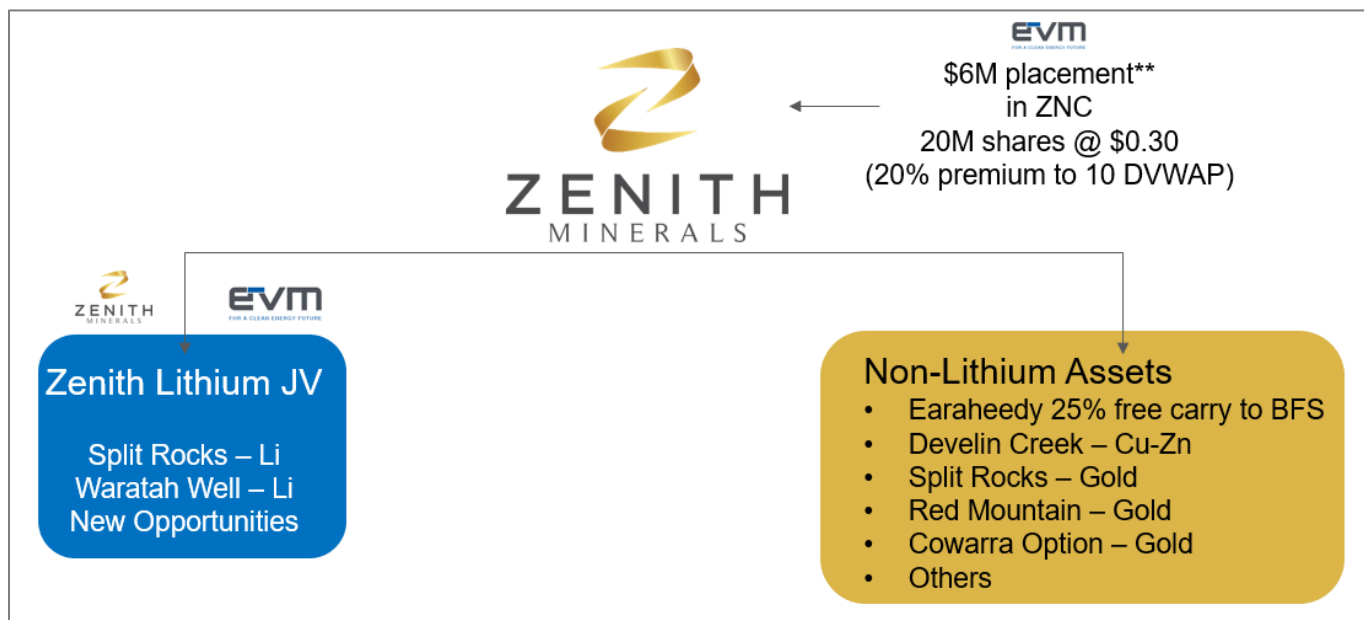 EVM
FOR A CLEAN ENERGY FUTURE
$6M placement**
in ZNC
20M shares @ $0.30
(20% premium to 10 DVWAP)
ZENITH
MINERALS
ZENITH
MINERALS
EVM
FOR A CLEAN ENERGY FUTURE
Zenith Lithium JV
Split Rocks – Li
Waratah Well – Li
New Opportunities
Non-Lithium Assets
• Earaheedy 25% free carry to BFS
• Develin Creek – Cu-Zn
• Split Rocks – Gold
• Red Mountain – Gold
• Cowarra Option – Gold
• Others